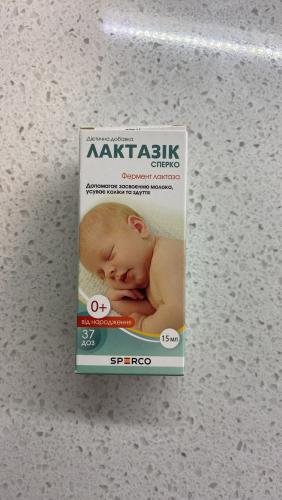 Дієтична добавка
ЛАКТАЗІК
СПЕРКО
Фермент лактаза
Допомагає засвоєнню молока,
усуває коліки та здуття
0+
від народження
37
ДОЗ
15 мл
SPERCO